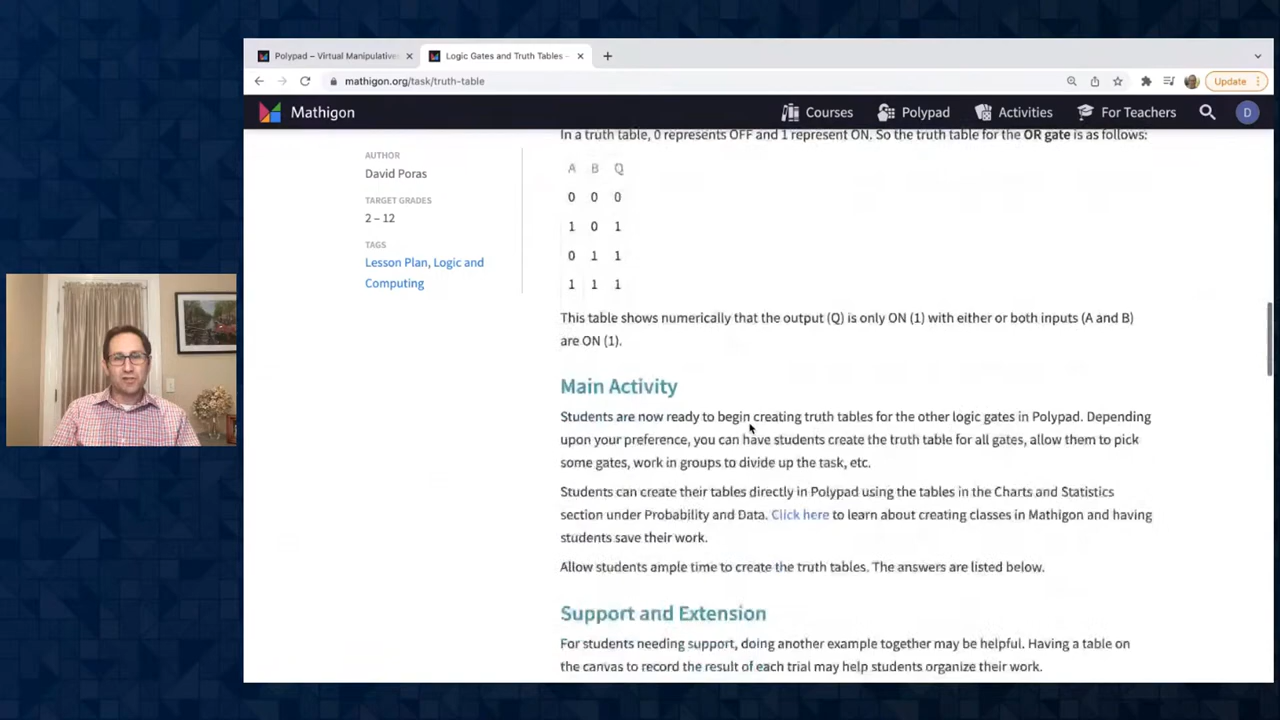 Polypad – Virtual Manipulatives
Logic Gates and Truth Tables –
mathigon.org/task/truth-table
Update
Mathigon
Courses
Polypad
Activities
For Teachers
D
AUTHOR
David Poras
TARGET GRADES
2 – 12
TAGS
Lesson Plan, Logic and
Computing
In a truth table, 0 represents OFF and 1 represent ON. So the truth table for the OR gate is as follows:
A B Q
0 0 0
1 0 1
0 1 1
1 1 1
This table shows numerically that the output (Q) is only ON (1) with either or both inputs (A and B)
are ON (1).
Main Activity
Students are now ready to begin creating truth tables for the other logic gates in Polypad. Depending
upon your preference, you can have students create the truth table for all gates, allow them to pick
some gates, work in groups to divide up the task, etc.
Students can create their tables directly in Polypad using the tables in the Charts and Statistics
section under Probability and Data. Click here to learn about creating classes in Mathigon and having
students save their work.
Allow students ample time to create the truth tables. The answers are listed below.
Support and Extension
For students needing support, doing another example together may be helpful. Having a table on
the canvas to record the result of each trial may help students organize their work.